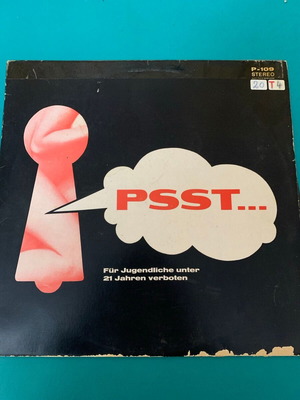 P-109
STEREO
20 T4
PSST...
Für Jugendliche unter
21 Jahren verboten